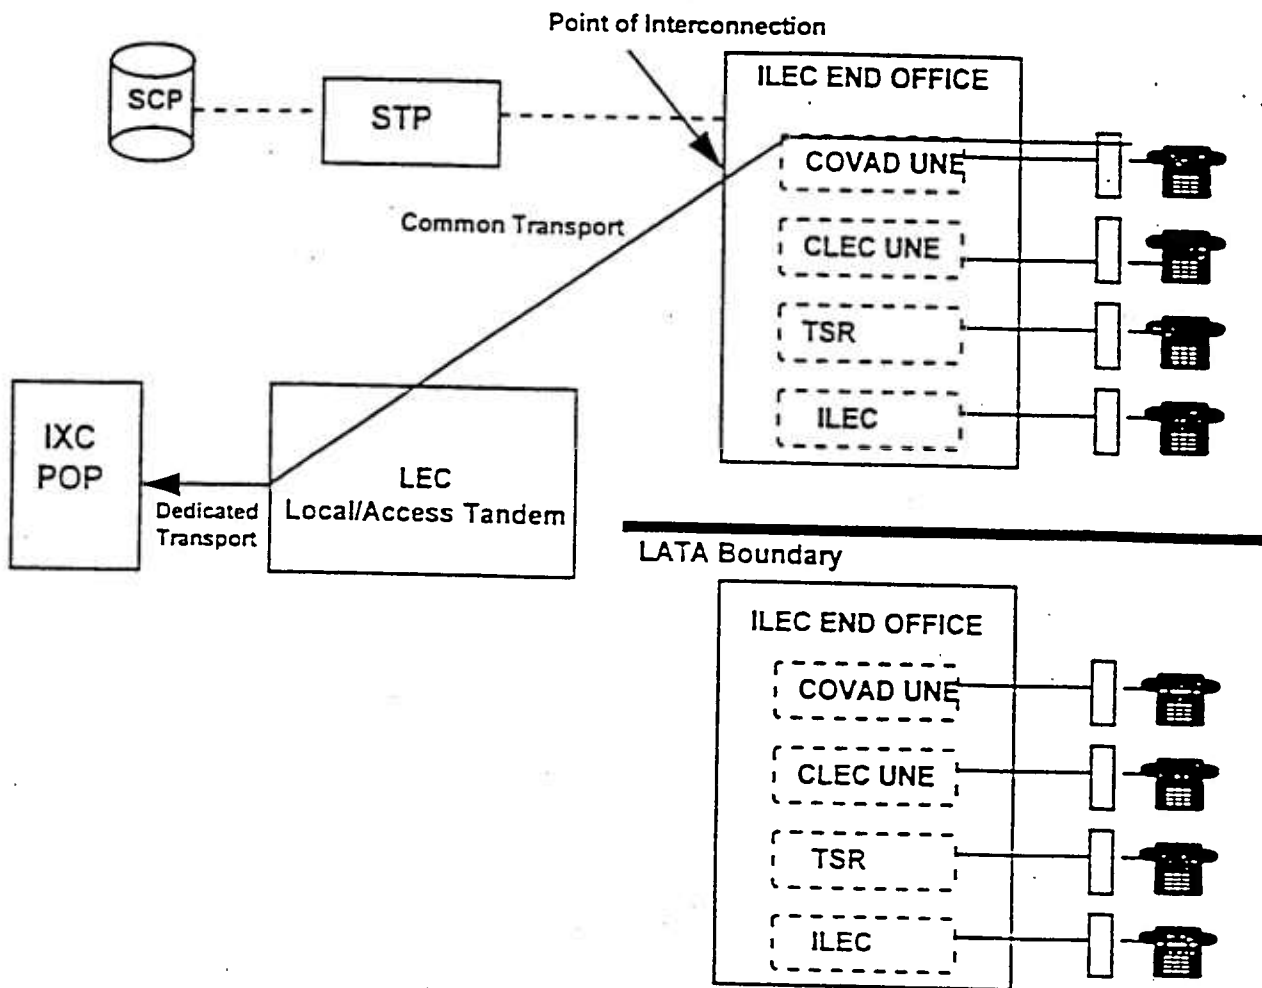 Point of Interconnection
SCP
STP
ILEC END OFFICE
COVAD UNE
CLEC UNE
TSR
ILEC
Common Transport
IXC
POP
Dedicated
Transport
LEC
Local/Access Tandem
LATA Boundary
ILEC END OFFICE
COVAD UNE
CLEC UNE
TSR
ILEC